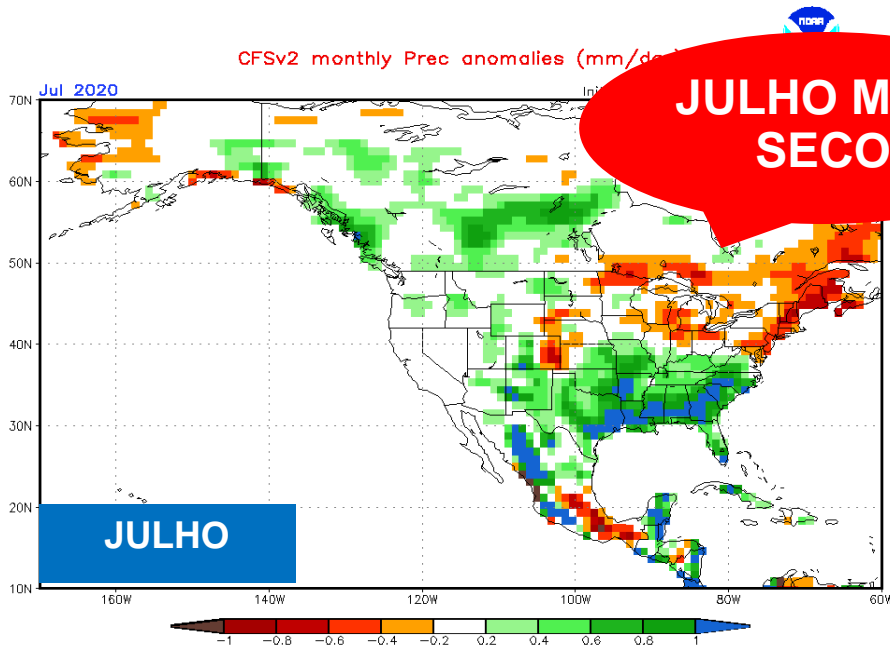 NOAA
CFSv2 monthly Prec anomalies (mm/da
Jul 2020
Ini
JULHO M
SECO
70N
60N
50N
40N
30N
20N
10N
JULHO
160W 140W 120W 100W 80W 60W
-1 -0.8 -0.6 -0.4 -0.2 0.2 0.4 0.6 0.8 1